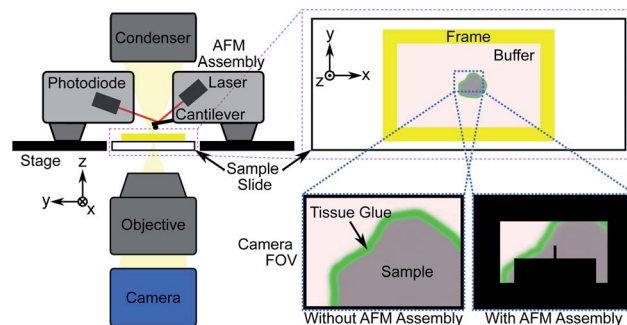 Condenser
AFM
Assembly
Photodiode
Laser
Cantilever
Stage
z
y
x
Sample
Slide
Objective
Camera
y
z
x
Frame
Buffer
Camera
FOV
Tissue Glue
Sample
Without AFM Assembly
With AFM Assembly